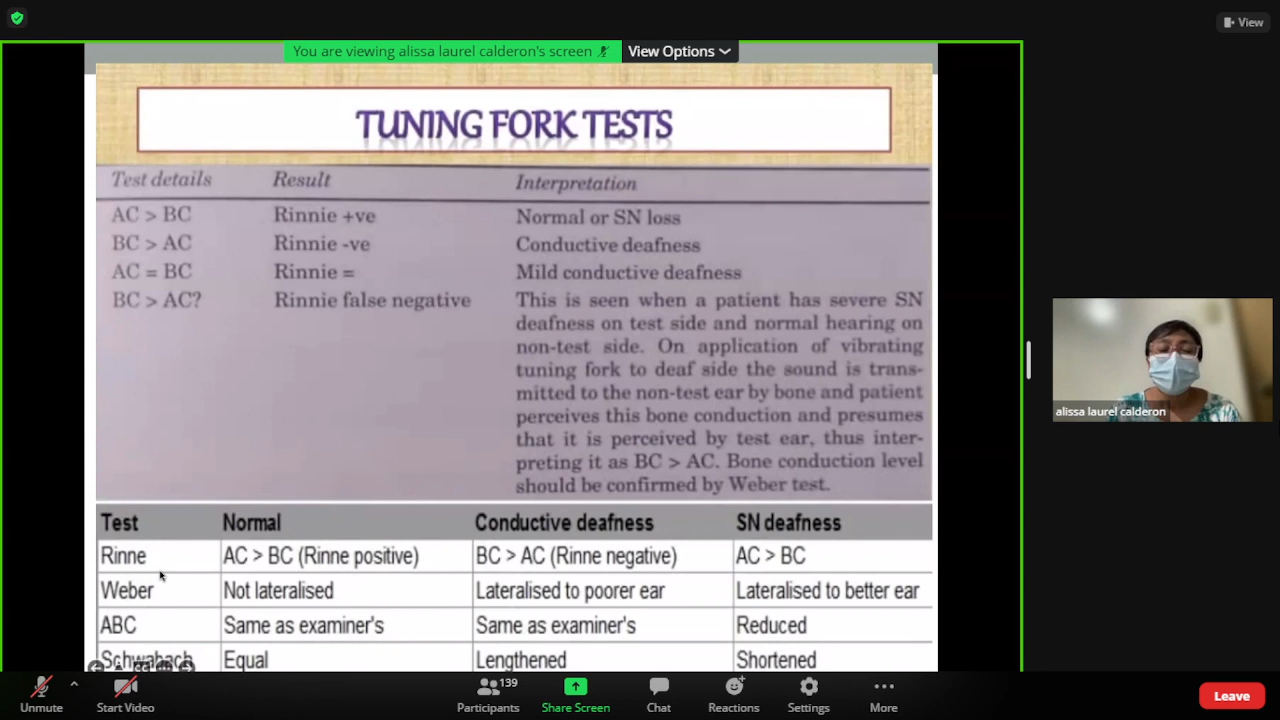 View
You are viewing alissa laurel calderon's screen View Options
TUNING FORK TESTS
Test details Result Interpretation
AC > BC Rinnie +ve Normal or SN loss
BC > AC Rinnie -ve Conductive deafness
AC = BC Rinnie = Mild conductive deafness
BC > AC? Rinnie false negative This is seen when a patient has severe SN
deafness on test side and normal hearing on
non-test side. On application of vibrating
tuning fork to deaf side the sound is trans-
mitted to the non-test ear by bone and patient
perceives this bone conduction and presumes
that it is perceived by test ear, thus inter-
preting it as BC > AC. Bone conduction level
should be confirmed by Weber test.
Test Normal Conductive deafness SN deafness
Rinne AC > BC (Rinne positive) BC > AC (Rinne negative) AC > BC
Weber Not lateralised Lateralised to poorer ear Lateralised to better ear
ABC Same as examiner's Same as examiner's Reduced
Schwabach Equal Lengthened Shortened
alissa laurel calderon
Unmute Start Video Participants 139 Share Screen Chat Reactions Settings More Leave